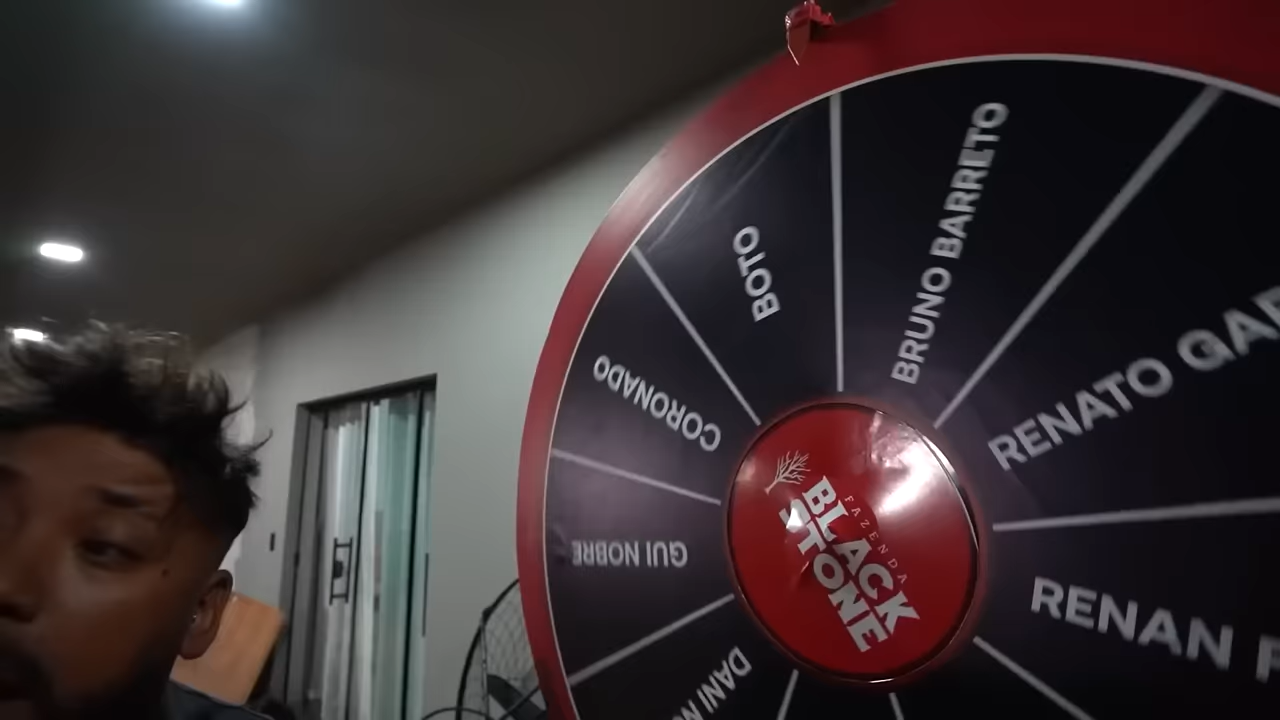 BOTO
BRUNO BARRETO
RENATO
CORONADO
GUI NOBRE
RENAN
DANI
FAZENDA
BLACK
STONE